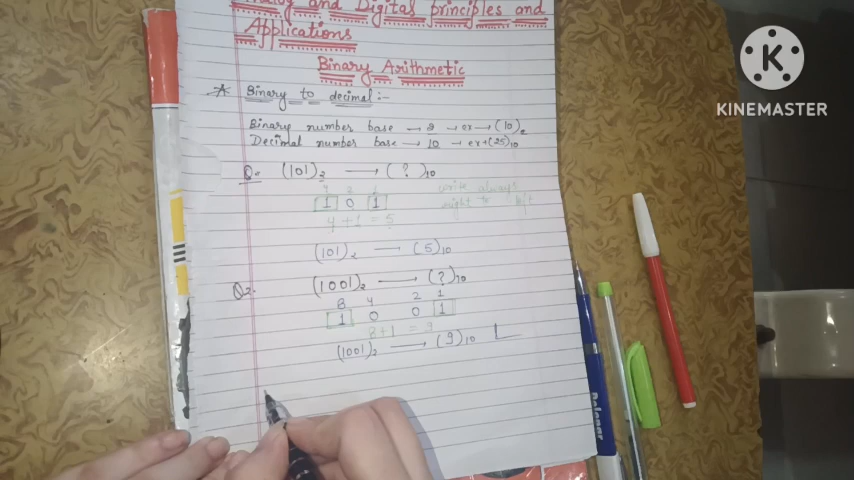 Analog and Digital principles and
Applications
Binary Arithmetic
* Binary to decimal:-
Binary number base → 2 → ex → (10)₂
Decimal number base → 10 → ex → (25)₁₀
Q. (101)₂ → (?)₁₀
4 2 1
1 0 1
write always
right to left
4+1 = 5
(101)₂ → (5)₁₀
Q2. (1001)₂ → (?)₁₀
8 4 2 1
1 0 0 1
8+1 = 9
(1001)₂ → (9)₁₀
K
KINEMASTER